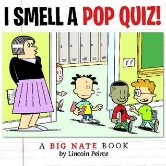 I SMELL A POP QUIZ!
A BIG NATE BOOK
by Lincoln Peirce